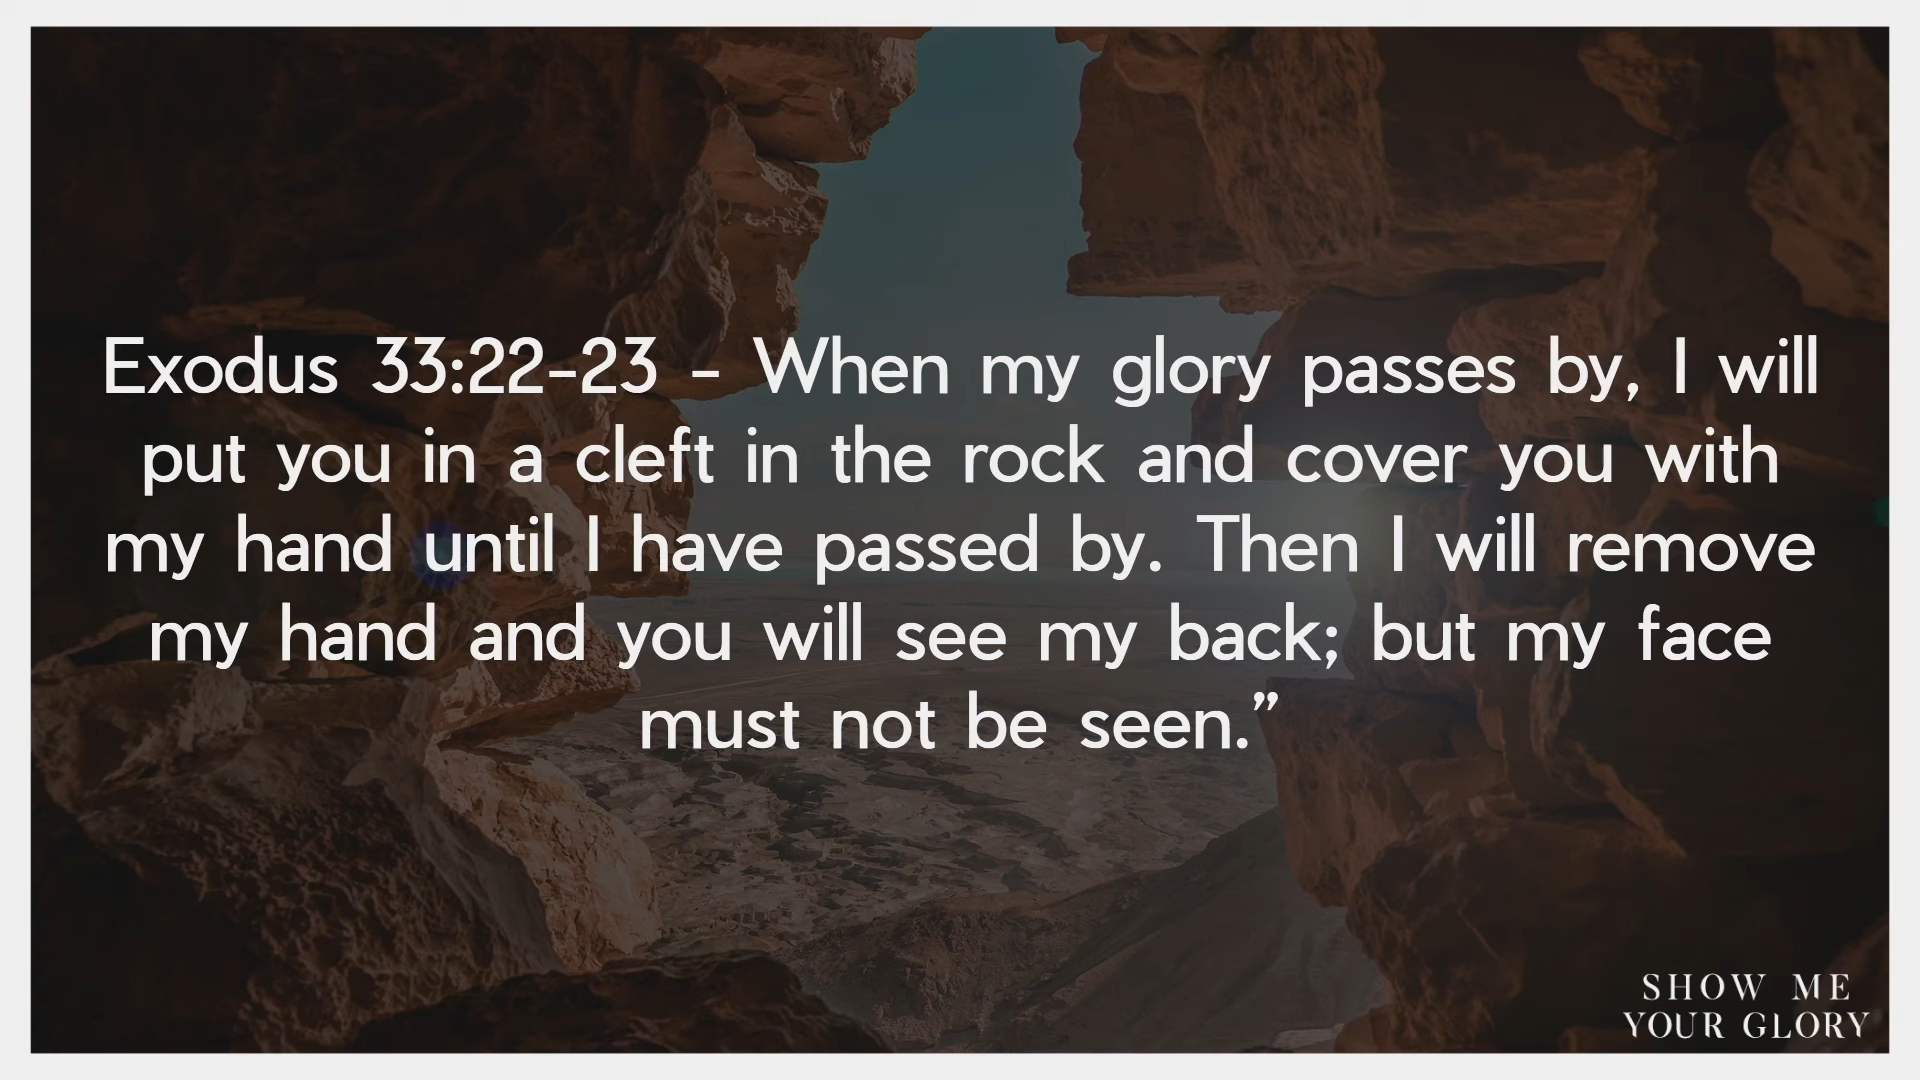 Exodus 33:22-23 - When my glory passes by, I will
put you in a cleft in the rock and cover you with
my hand until I have passed by. Then I will remove
my hand and you will see my back; but my face
must not be seen.”
SHOW ME
YOUR GLORY